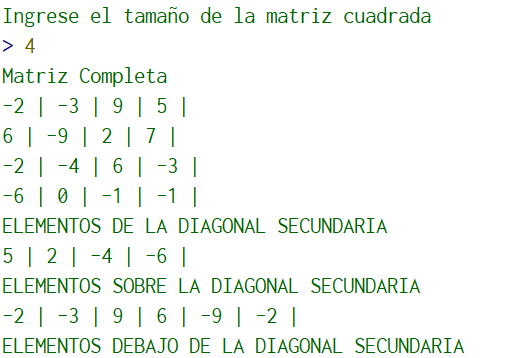 Ingrese el tamaño de la matriz cuadrada
> 4
Matriz Completa
-2 | -3 | 9 | 5 |
6 | -9 | 2 | 7 |
-2 | -4 | 6 | -3 |
-6 | 0 | -1 | -1 |
ELEMENTOS DE LA DIAGONAL SECUNDARIA
5 | 2 | -4 | -6 |
ELEMENTOS SOBRE LA DIAGONAL SECUNDARIA
-2 | -3 | 9 | 6 | -9 | -2 |
ELEMENTOS DEBAJO DE LA DIAGONAL SECUNDARIA